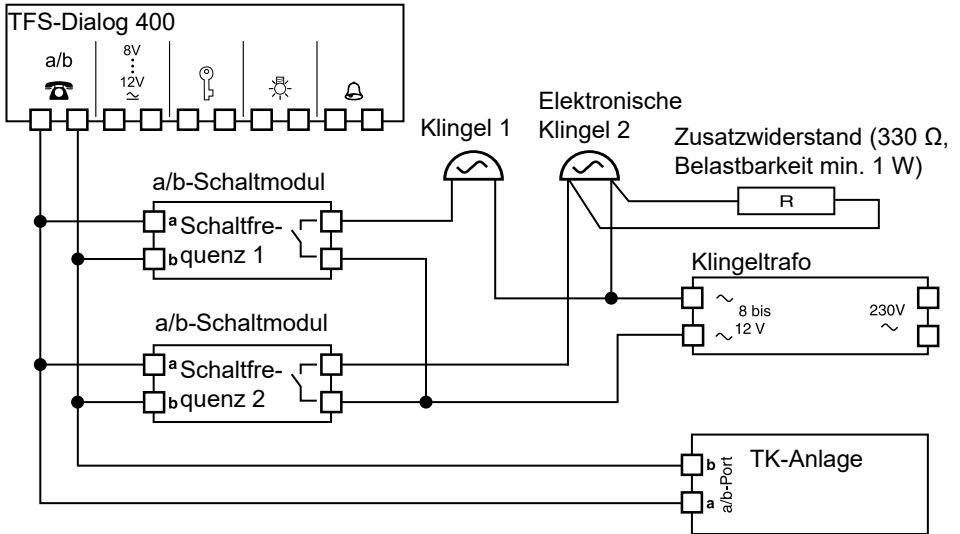 TFS-Dialog 400
a/b
8V
12V
Klingel 1
Elektronische
Klingel 2
Zusatzwiderstand (330 Ω,
Belastbarkeit min. 1 W)
R
a/b-Schaltmodul
a Schaltfre-
b quenz 1
Klingeltrafo
8 bis
12 V
230V
a/b-Schaltmodul
a Schaltfre-
b quenz 2
TK-Anlage
b
a
a/b-Port